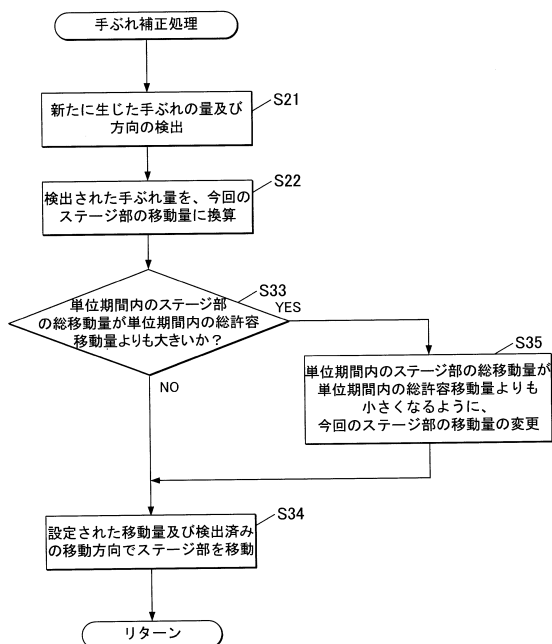 手ぶれ補正処理
S21
新たに生じた手ぶれの量及び
方向の検出
S22
検出された手ぶれ量を、今回の
ステージ部の移動量に換算
S33
単位期間内のステージ部
の総移動量が単位期間内の総許容
移動量よりも大きいか?
YES
NO
S35
単位期間内のステージ部の総移動量が
単位期間内の総許容移動量よりも
小さくなるように、
今回のステージ部の移動量の変更
S34
設定された移動量及び検出済み
の移動方向でステージ部を移動
リターン